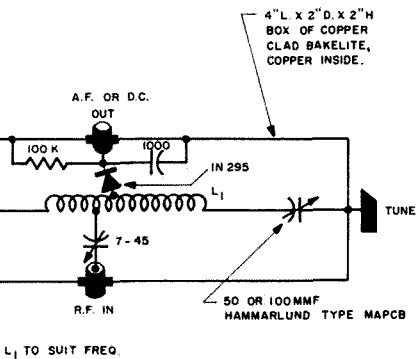 4" L. X 2" D. X 2" H
BOX OF COPPER
CLAD BAKELITE,
COPPER INSIDE.
A.F. OR D.C.
OUT
100 K
1000
IN 295
L1
TUNE
7-45
R.F. IN
50 OR 100MMF
HAMMARLUND TYPE MAPCB
L1 TO SUIT FREQ.